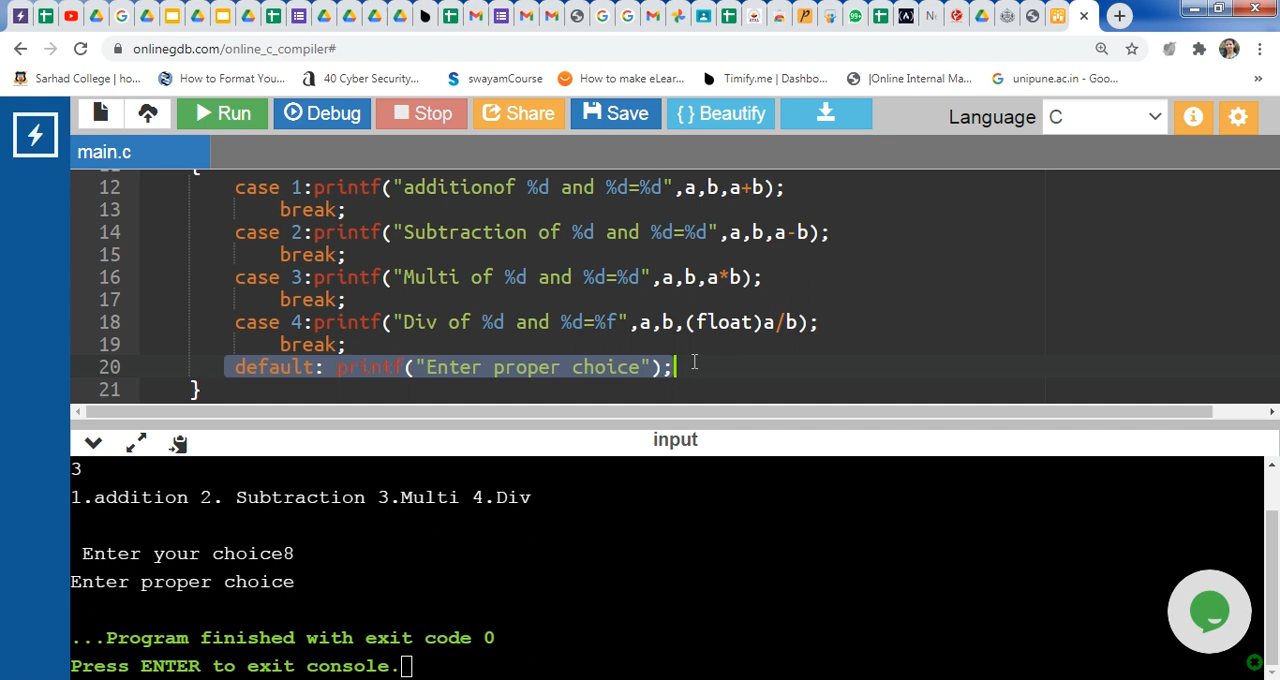 onlinegdb.com/online_c_compiler#
Sarhad College | ho... How to Format You... 40 Cyber Security... swayamCourse How to make eLear... Timify.me | Dashbo... |Online Internal Ma... unipune.ac.in - Goo... »
Run Debug Stop Share Save { } Beautify Language C
main.c
12 case 1:printf("additionof %d and %d=%d",a,b,a+b);
13 break;
14 case 2:printf("Subtraction of %d and %d=%d",a,b,a-b);
15 break;
16 case 3:printf("Multi of %d and %d=%d",a,b,a*b);
17 break;
18 case 4:printf("Div of %d and %d=%f",a,b,(float)a/b);
19 break;
20 default: printf("Enter proper choice");
21 }
input
3
1.addition 2. Subtraction 3.Multi 4.Div
Enter your choice8
Enter proper choice
...Program finished with exit code 0
Press ENTER to exit console.